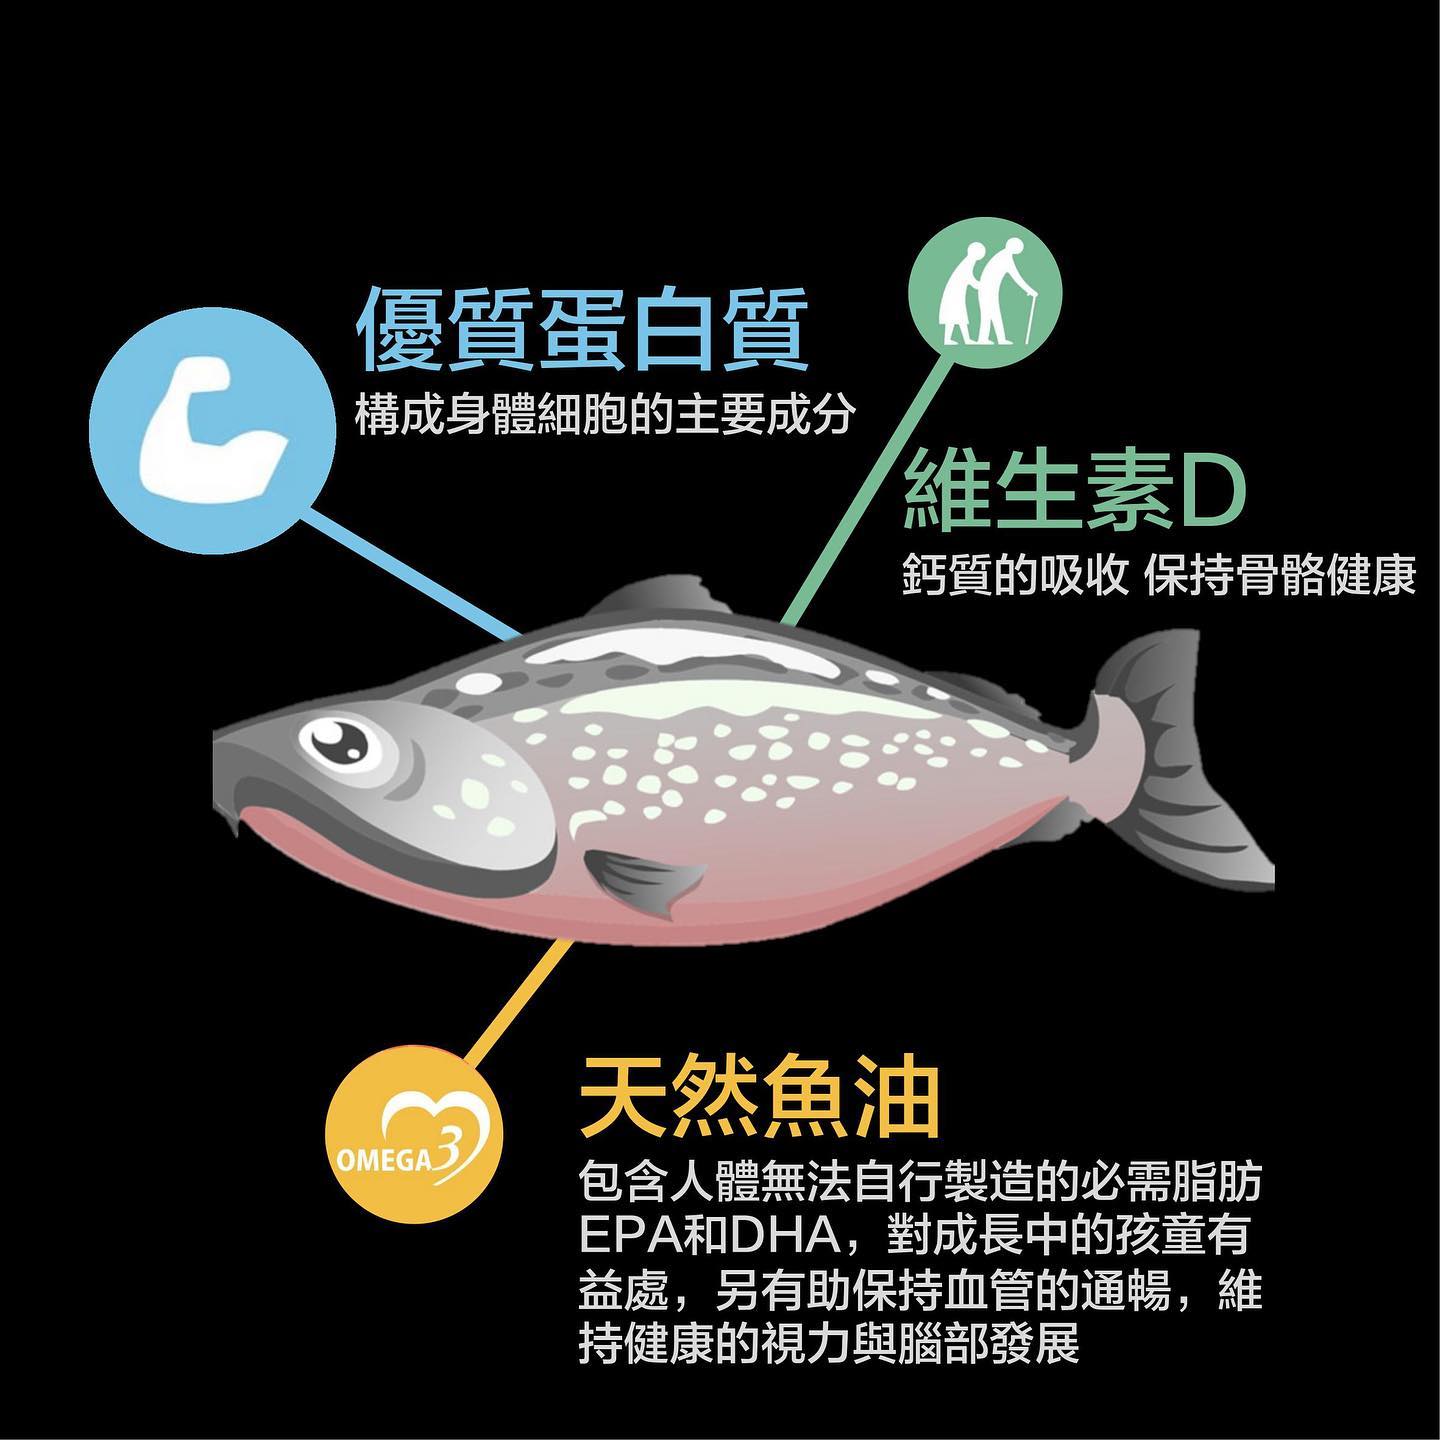 優質蛋白質
構成身體細胞的主要成分
維生素D
鈣質的吸收 保持骨骼健康
OMEGA3
天然魚油
包含人體無法自行製造的必需脂肪
EPA和DHA，對成長中的孩童有
益處，另有助保持血管的通暢，維
持健康的視力與腦部發展